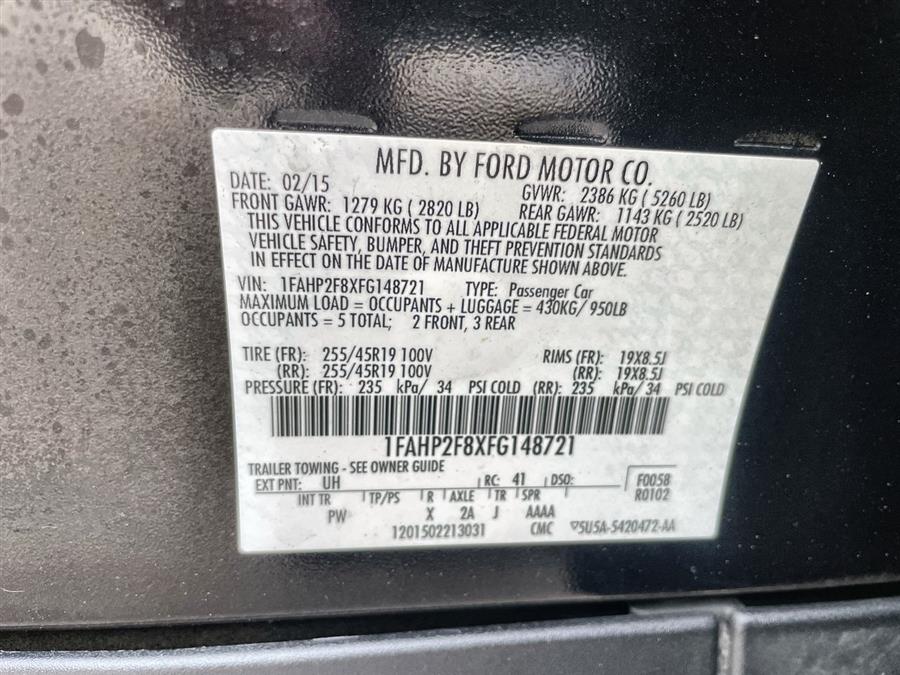 MFD. BY FORD MOTOR CO.
DATE: 02/15 GVWR: 2386 KG ( 5260 LB)
FRONT GAWR: 1279 KG ( 2820 LB) REAR GAWR: 1143 KG ( 2520 LB)
THIS VEHICLE CONFORMS TO ALL APPLICABLE FEDERAL MOTOR
VEHICLE SAFETY, BUMPER, AND THEFT PREVENTION STANDARDS
IN EFFECT ON THE DATE OF MANUFACTURE SHOWN ABOVE.
VIN: 1FAHP2F8XFG148721 TYPE: Passenger Car
MAXIMUM LOAD = OCCUPANTS + LUGGAGE = 430KG/ 950LB
OCCUPANTS = 5 TOTAL; 2 FRONT, 3 REAR
TIRE (FR): 255/45R19 100V RIMS (FR): 19X8.5J
(RR): 255/45R19 100V (RR): 19X8.5J
PRESSURE (FR): 235 kPa/ 34 PSI COLD (RR): 235 kPa/ 34 PSI COLD
1FAHP2F8XFG148721
TRAILER TOWING - SEE OWNER GUIDE
EXT PNT: UH RC: 41 DSO: F0058
R0102
INT TR TP/PS R AXLE TR SPR
PW X 2A J AAAA
1201502213031 CMC 5U5A-5420472-AA